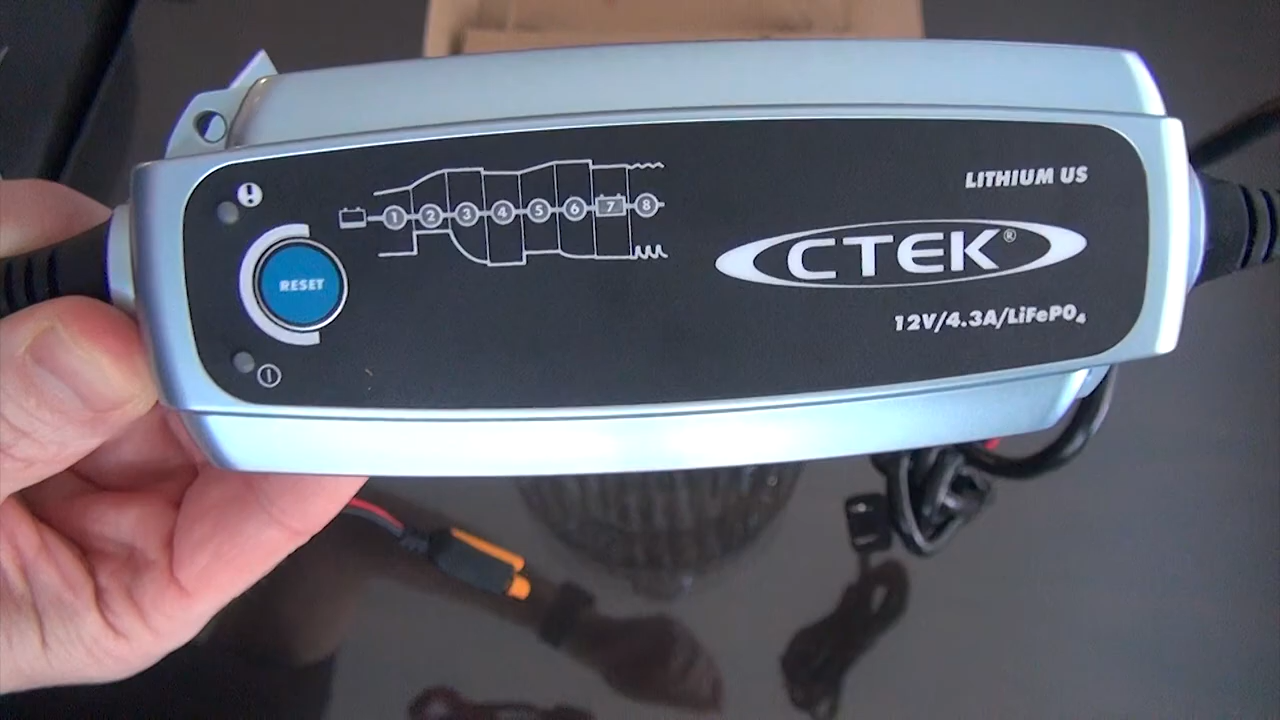 LITHIUM US
1 2 3 4 5 6 7 8
RESET
CTEK®
12V/4.3A/LiFePO₄